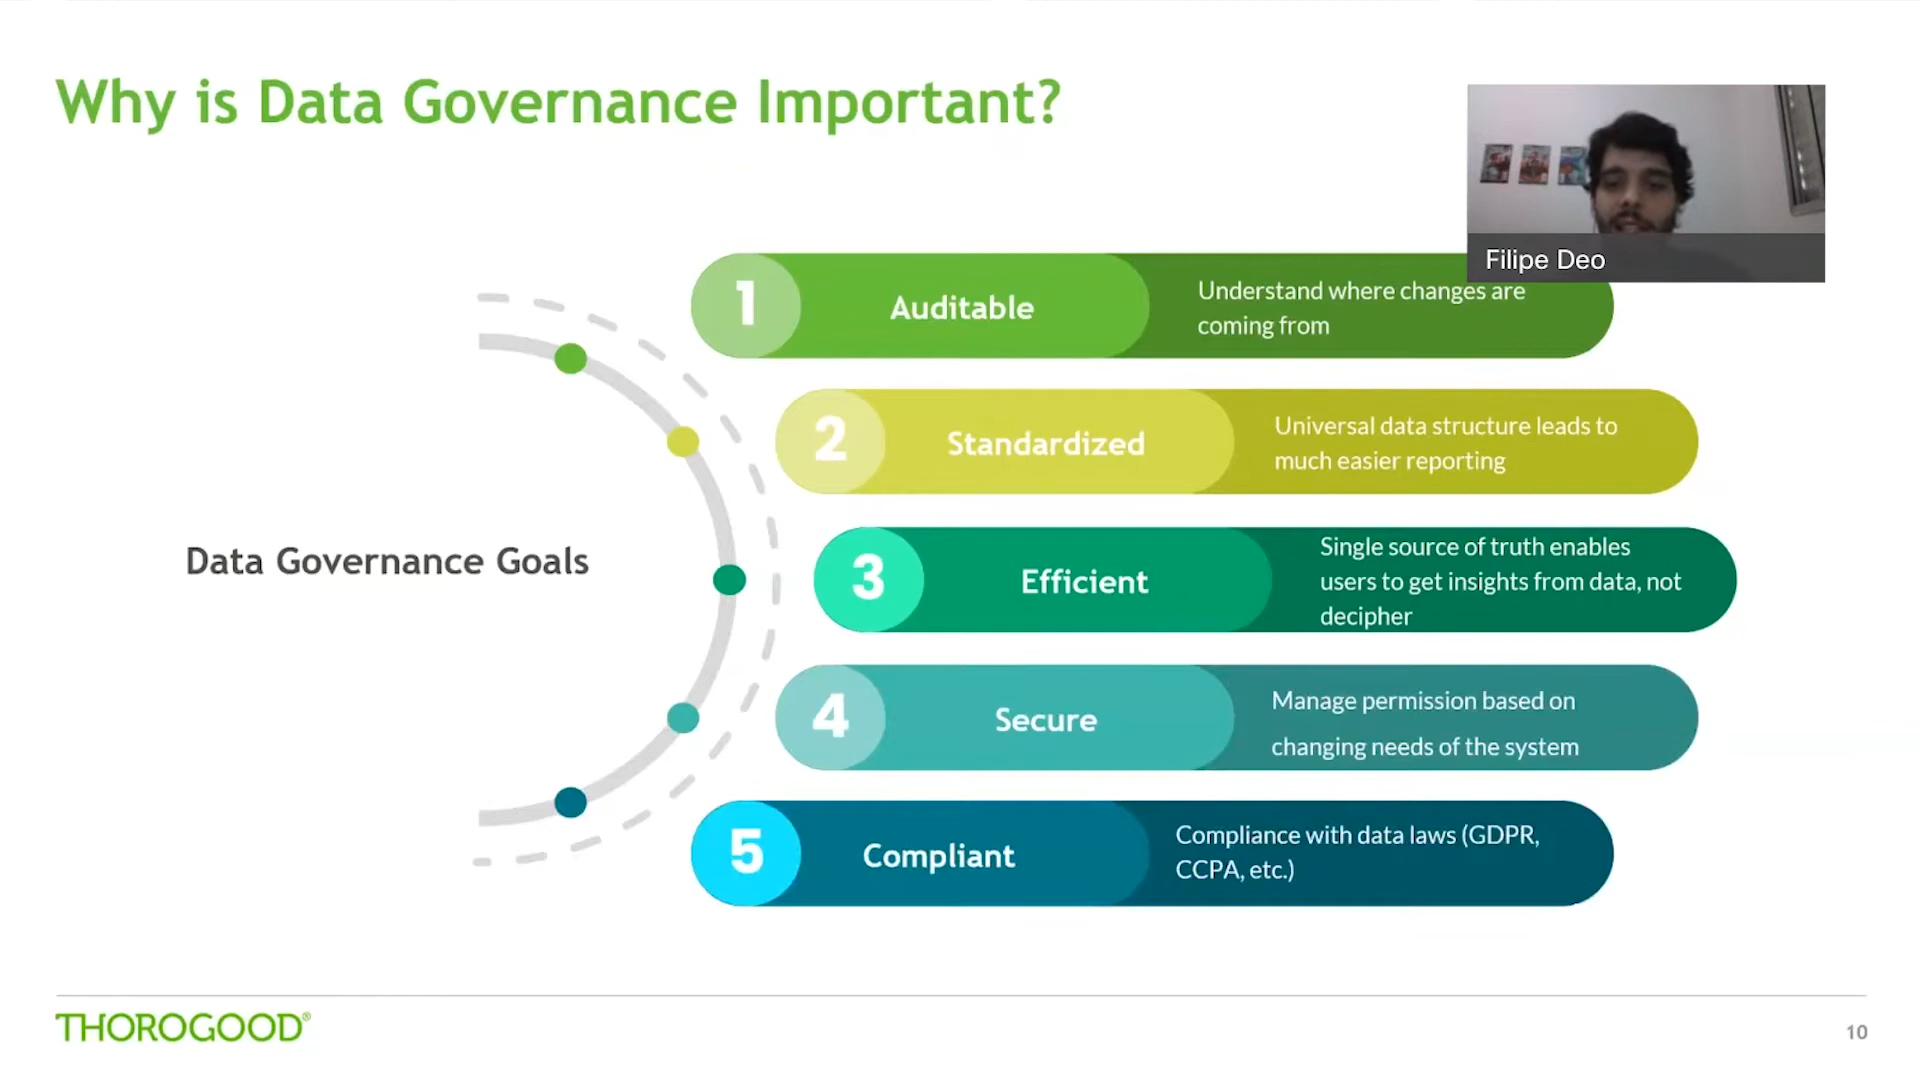 Why is Data Governance Important?
Filipe Deo
1
Auditable
Understand where changes are
coming from
2
Standardized
Universal data structure leads to
much easier reporting
Data Governance Goals
3
Efficient
Single source of truth enables
users to get insights from data, not
decipher
4
Secure
Manage permission based on
changing needs of the system
5
Compliant
Compliance with data laws (GDPR,
CCPA, etc.)
THOROGOOD®
10